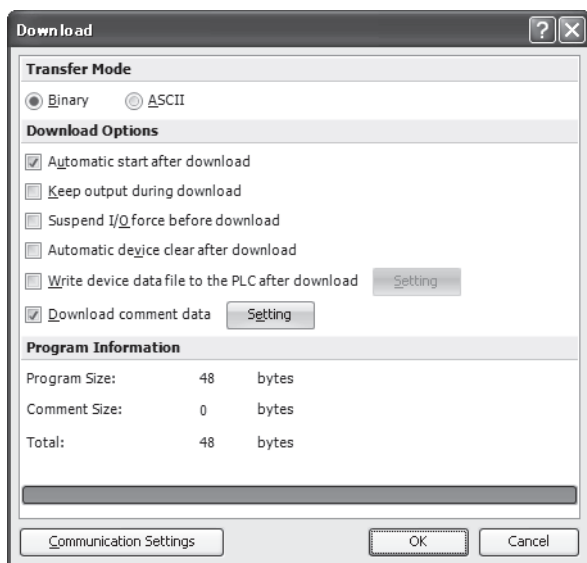 Download
Transfer Mode
Binary ASCII
Download Options
Automatic start after download
Keep output during download
Suspend I/O force before download
Automatic device clear after download
Write device data file to the PLC after download Setting
Download comment data Setting
Program Information
Program Size: 48 bytes
Comment Size: 0 bytes
Total: 48 bytes
Communication Settings OK Cancel